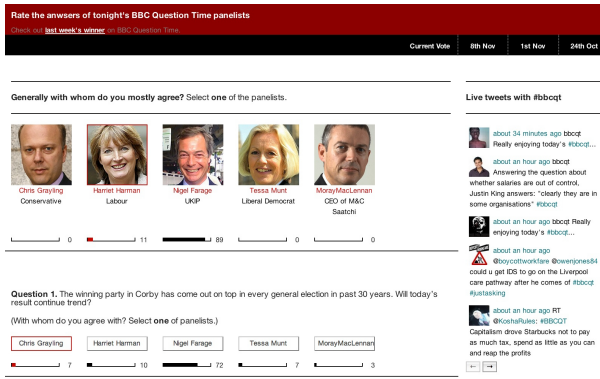 Rate the anwsers of tonight's BBC Question Time panelists
Check out last week's winner on BBC Question Time.
Current Vote 8th Nov 1st Nov 24th Oct
Generally with whom do you mostly agree? Select one of the panelists.
Chris Grayling
Conservative
0
Harriet Harman
Labour
11
Nigel Farage
UKIP
89
Tessa Munt
Liberal Democrat
0
MorayMacLennan
CEO of M&C
Saatchi
0
Question 1. The winning party in Corby has come out on top in every general election in past 30 years. Will today's
result continue trend?
(With whom do you agree with? Select one of panelists.)
Chris Grayling
7
Harriet Harman
10
Nigel Farage
72
Tessa Munt
7
MorayMacLennan
3
Live tweets with #bbcqt
about 34 minutes ago bbcqt
Really enjoying today's #bbcqt...
about an hour ago bbcqt
Answering the question about
whether salaries are out of control,
Justin King answers: "clearly they are in
some organisations" #bbcqt
about an hour ago bbcqt Really
enjoying today's #bbcqt...
about an hour ago
@boycottworkfare @owenjones84
could u get IDS to go on the Liverpool
care pathway after he comes of #bbcqt
#justasking
about an hour ago RT
@KoshaRules: #BBCQT
Capitalism drove Starbucks not to pay
as much tax, spend as little as you can
and reap the profits
← →